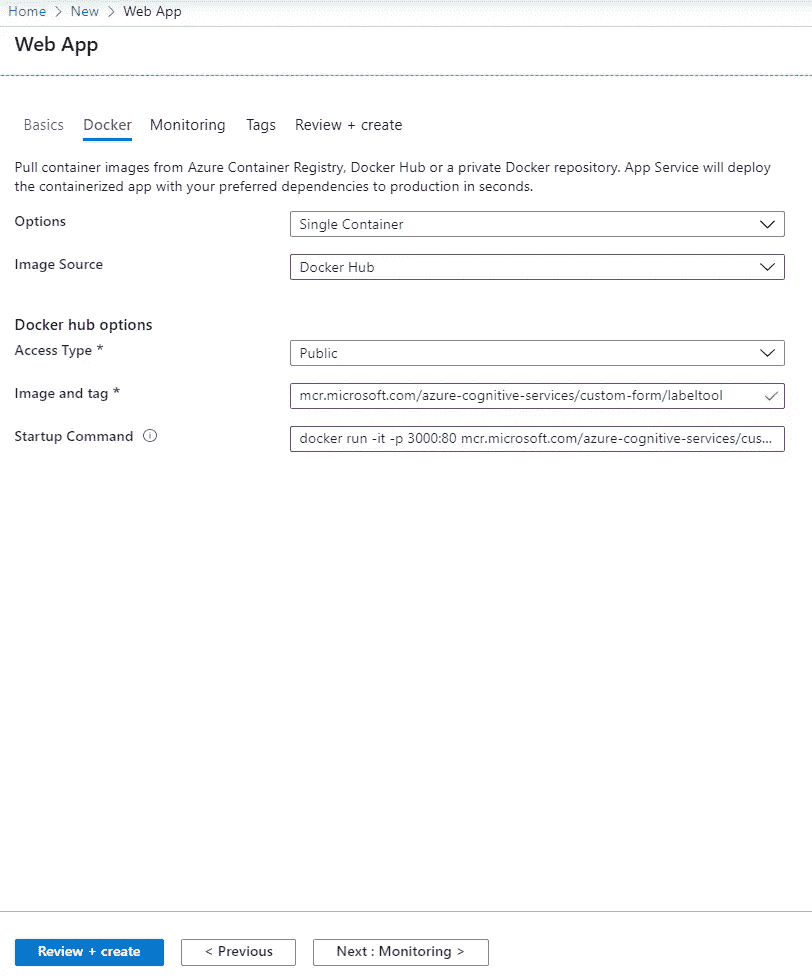 Home > New > Web App
Web App
Basics Docker Monitoring Tags Review + create
Pull container images from Azure Container Registry, Docker Hub or a private Docker repository. App Service will deploy
the containerized app with your preferred dependencies to production in seconds.
Options Single Container
Image Source Docker Hub
Docker hub options
Access Type * Public
Image and tag * mcr.microsoft.com/azure-cognitive-services/custom-form/labeltool
Startup Command docker run -it -p 3000:80 mcr.microsoft.com/azure-cognitive-services/cus...
Review + create < Previous Next : Monitoring >